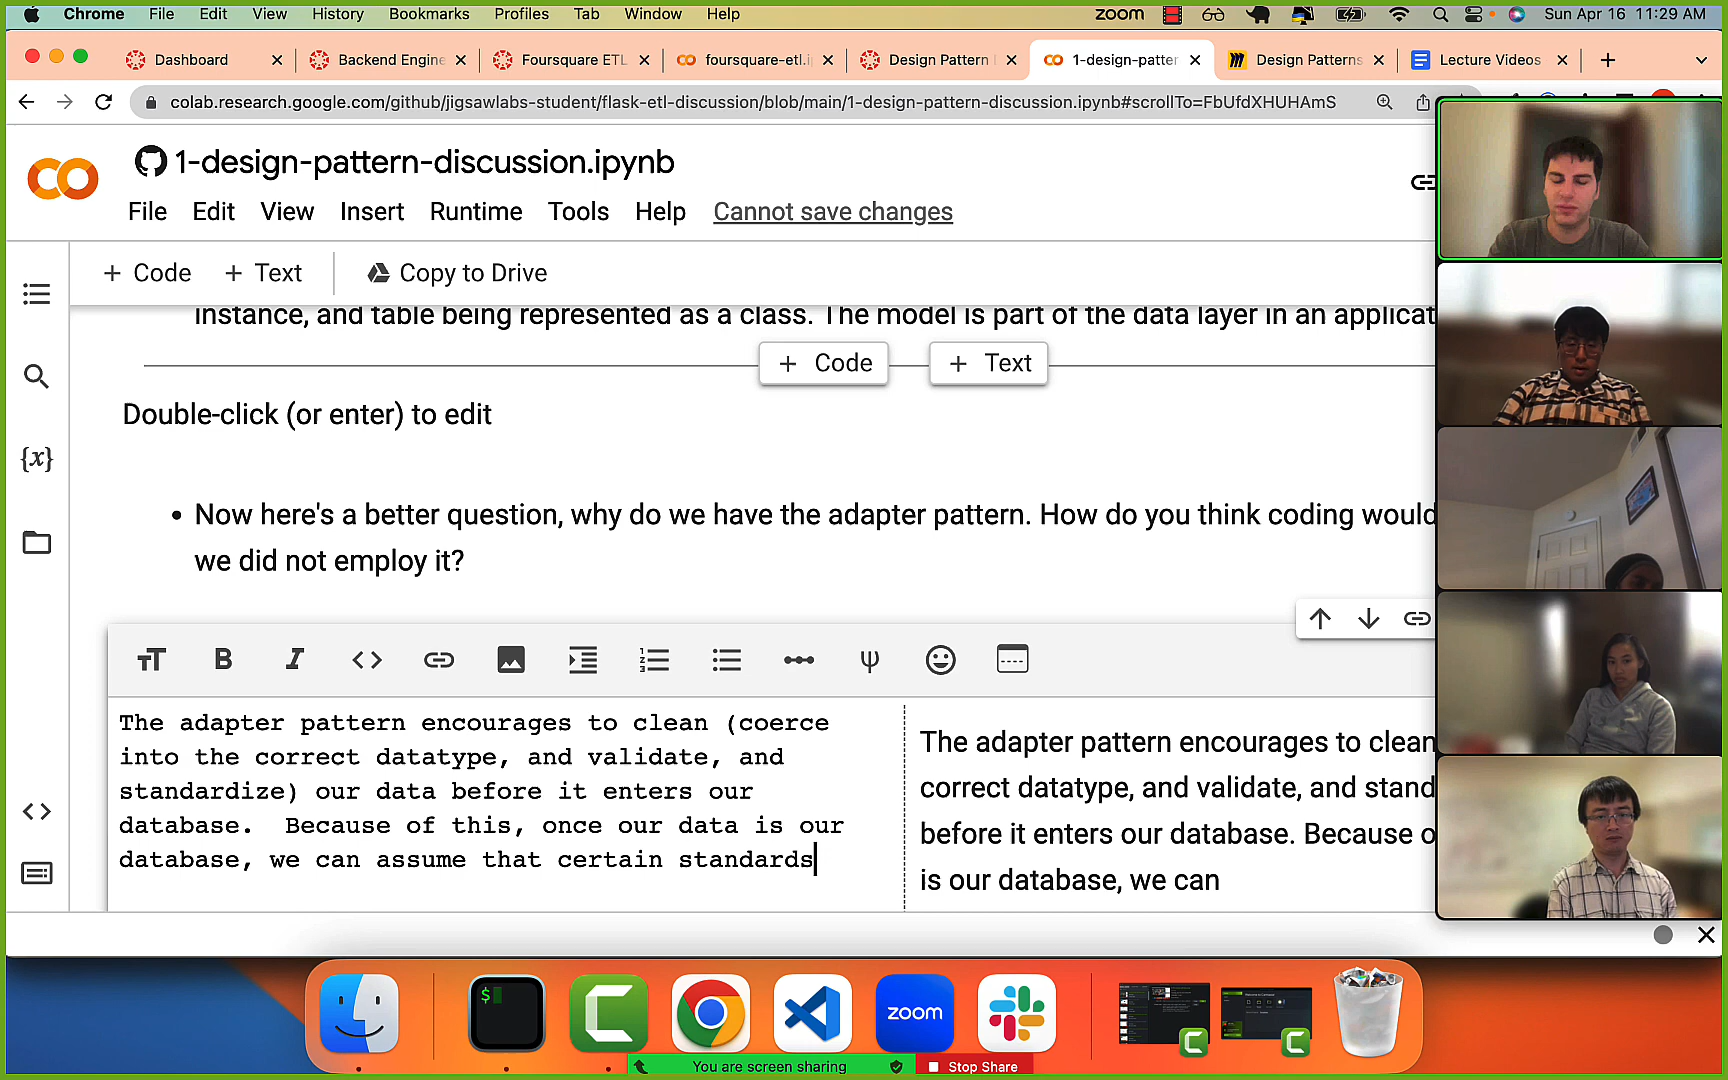 Chrome File Edit View History Bookmarks Profiles Tab Window Help zoom Sun Apr 16 11:29 AM
Dashboard Backend Engine Foursquare ETL foursquare-etl.i Design Pattern 1-design-patter Design Patterns Lecture Videos
colab.research.google.com/github/jigsawlabs-student/flask-etl-discussion/blob/main/1-design-pattern-discussion.ipynb#scrollTo=FbUfdXHUHAmS
1-design-pattern-discussion.ipynb
File Edit View Insert Runtime Tools Help Cannot save changes
+ Code + Text Copy to Drive
instance, and table being represented as a class. The model is part of the data layer in an applicat
+ Code + Text
Double-click (or enter) to edit
• Now here's a better question, why do we have the adapter pattern. How do you think coding would
we did not employ it?
The adapter pattern encourages to clean (coerce
into the correct datatype, and validate, and
standardize) our data before it enters our
database.  Because of this, once our data is our
database, we can assume that certain standards
The adapter pattern encourages to clean
correct datatype, and validate, and stand
before it enters our database. Because o
is our database, we can
zoom
You are screen sharing Stop Share